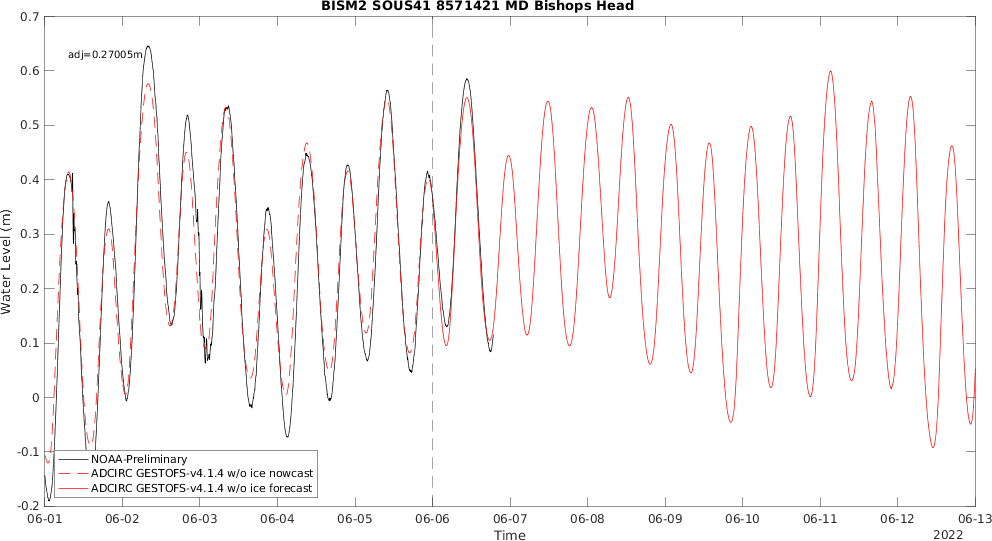 BISM2 SOUS41 8571421 MD Bishops Head
adj=0.27005m
0.7
0.6
0.5
0.4
0.3
0.2
0.1
0
-0.1
-0.2
Water Level (m)
NOAA-Preliminary
ADCIRC GESTOFS-v4.1.4 w/o ice nowcast
ADCIRC GESTOFS-v4.1.4 w/o ice forecast
06-01 06-02 06-03 06-04 06-05 06-06 06-07 06-08 06-09 06-10 06-11 06-12 06-13
Time
2022